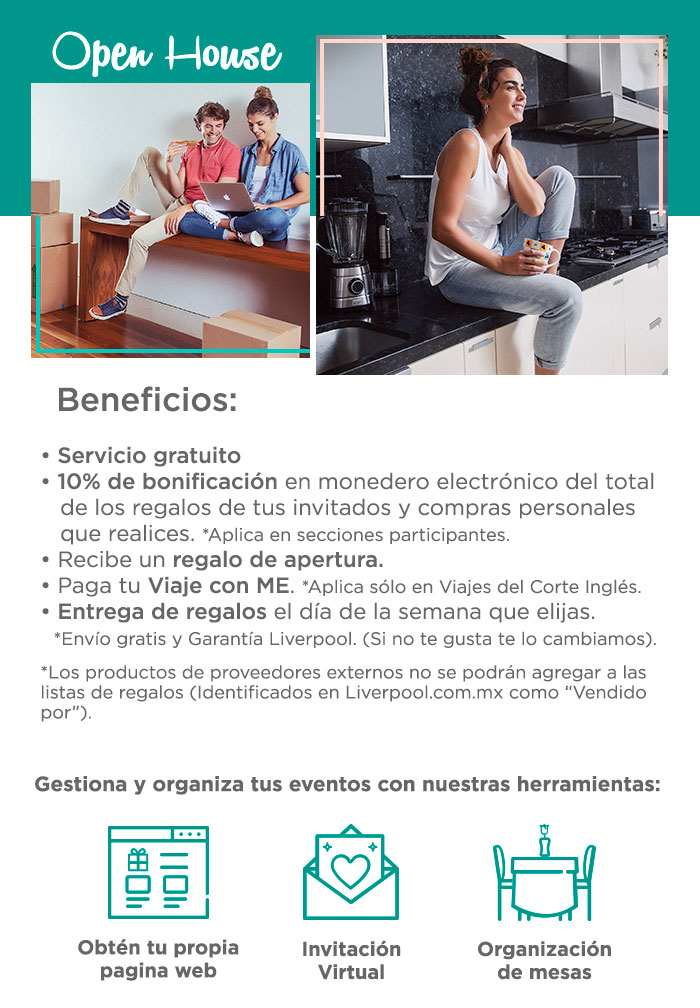 Open House
Beneficios:
• Servicio gratuito
• 10% de bonificación en monedero electrónico del total
de los regalos de tus invitados y compras personales
que realices. *Aplica en secciones participantes.
• Recibe un regalo de apertura.
• Paga tu Viaje con ME. *Aplica sólo en Viajes del Corte Inglés.
• Entrega de regalos el día de la semana que elijas.
*Envío gratis y Garantía Liverpool. (Si no te gusta te lo cambiamos).
*Los productos de proveedores externos no se podrán agregar a las
listas de regalos (Identificados en Liverpool.com.mx como “Vendido
por”).
Gestiona y organiza tus eventos con nuestras herramientas:
Obtén tu propia
pagina web
Invitación
Virtual
Organización
de mesas